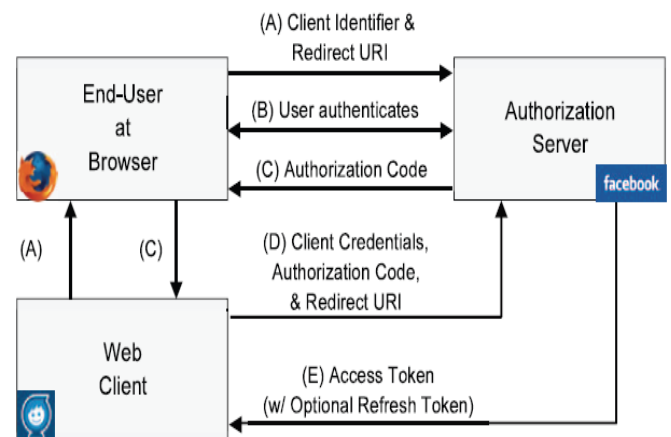 (A) Client Identifier &
Redirect URI
End-User
at
Browser
(B) User authenticates
Authorization
Server
(C) Authorization Code
facebook
(A)
(C)
(D) Client Credentials,
Authorization Code,
& Redirect URI
Web
Client
(E) Access Token
(w/ Optional Refresh Token)